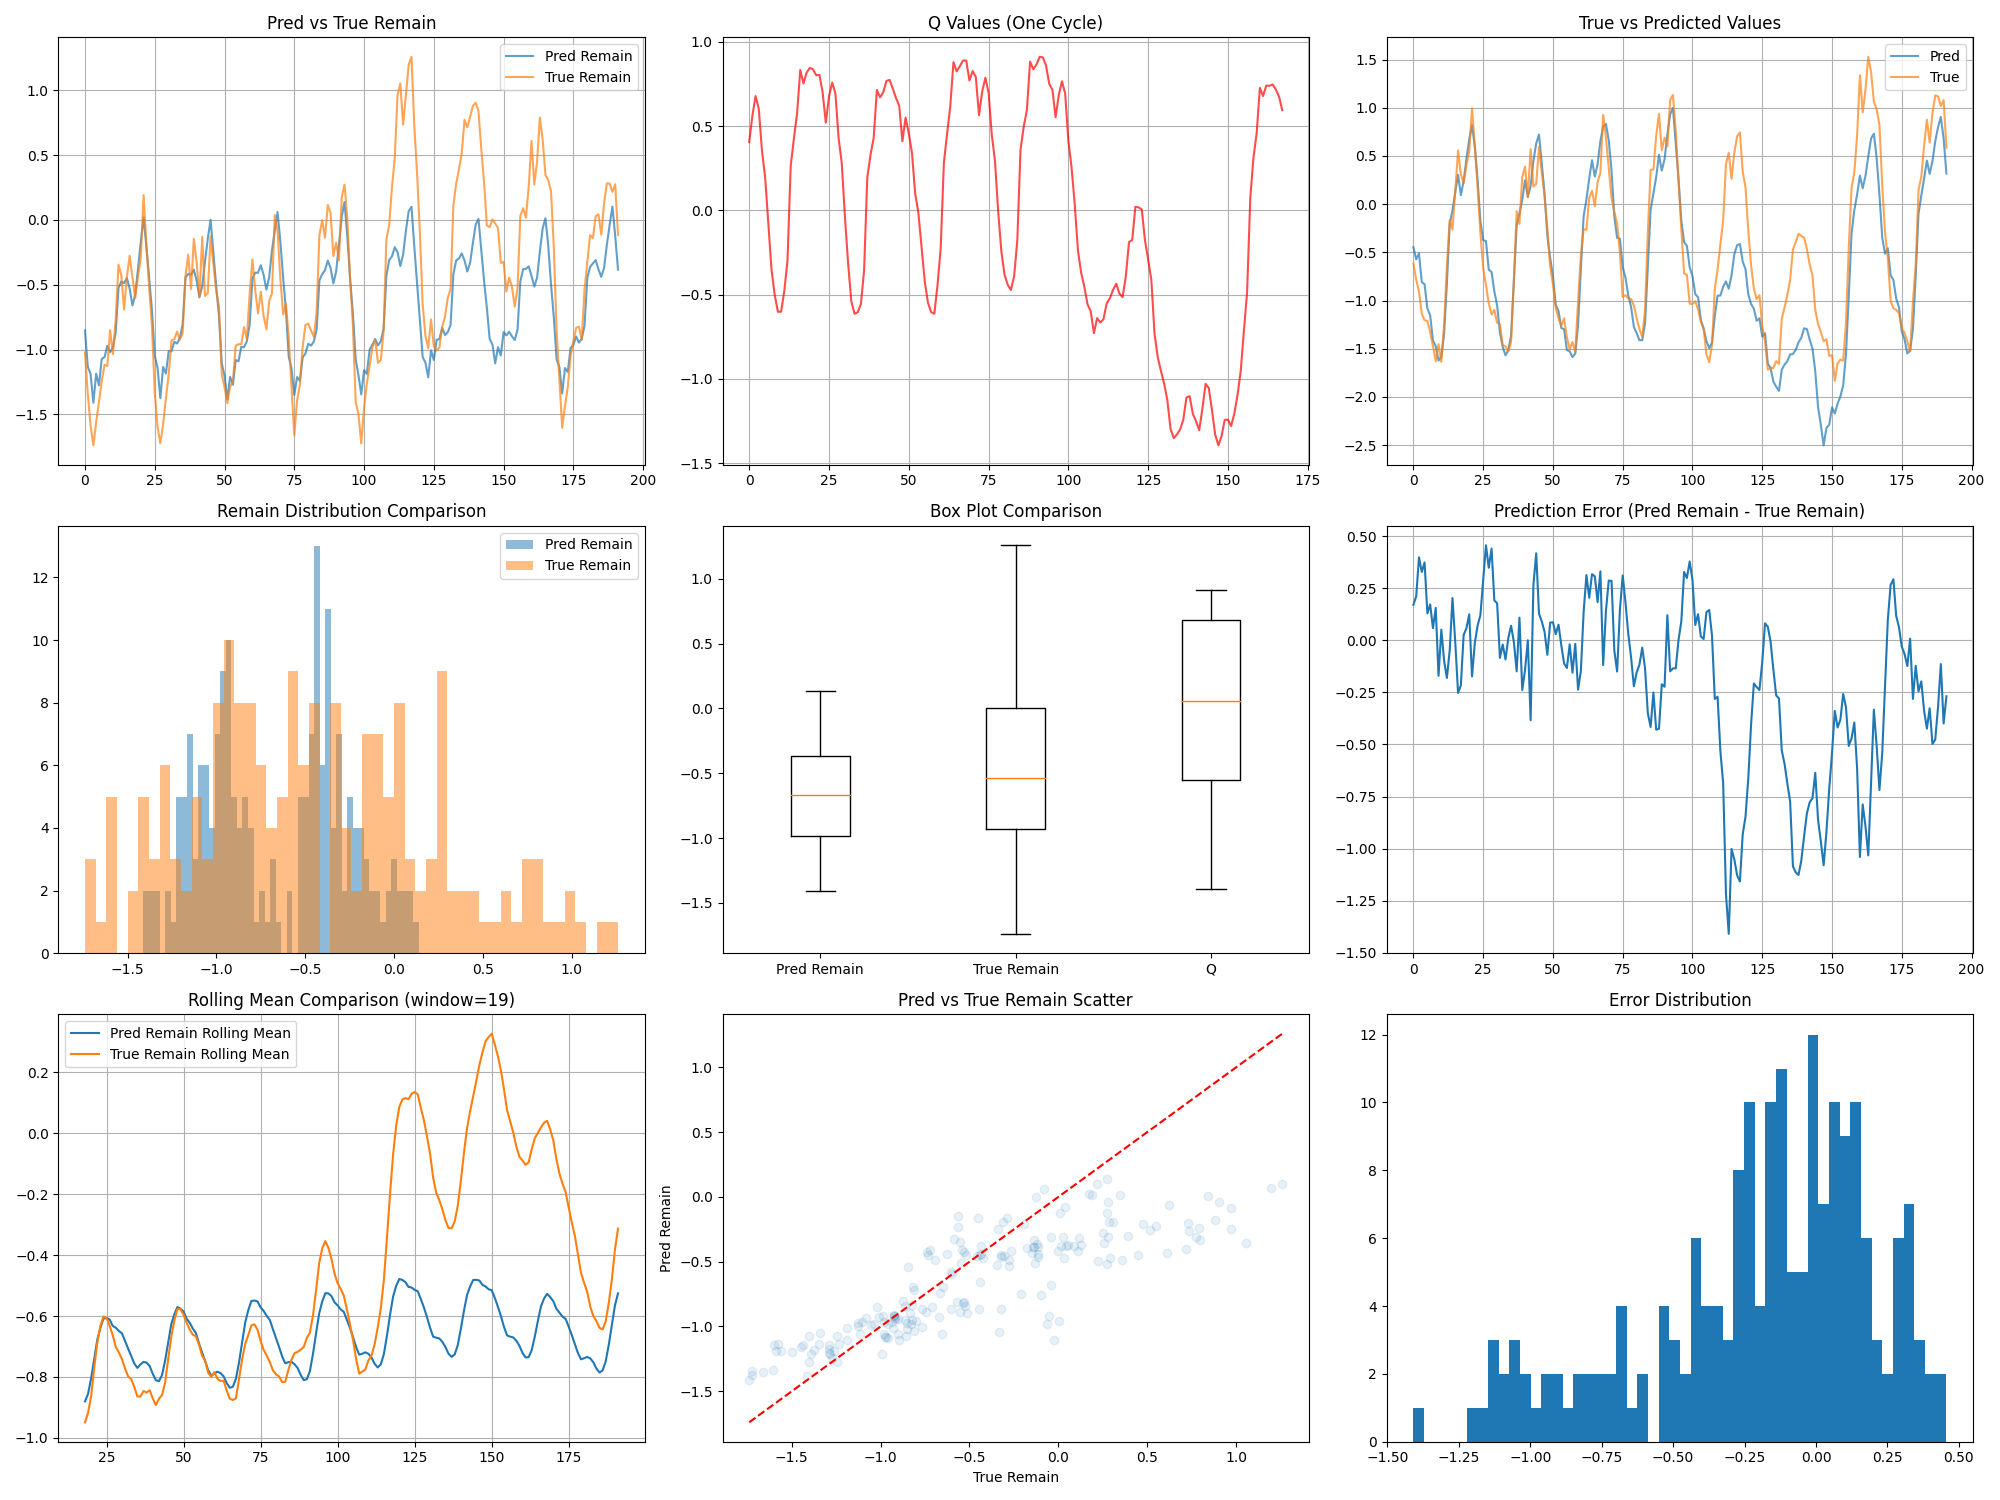 Pred vs True Remain
Pred Remain
True Remain
1.0
0.5
0.0
−0.5
−1.0
−1.5
0 25 50 75 100 125 150 175 200
Q Values (One Cycle)
1.0
0.5
0.0
−0.5
−1.0
−1.5
0 25 50 75 100 125 150 175
True vs Predicted Values
Pred
True
1.5
1.0
0.5
0.0
−0.5
−1.0
−1.5
−2.0
−2.5
0 25 50 75 100 125 150 175 200
Remain Distribution Comparison
Pred Remain
True Remain
12
10
8
6
4
2
0
−1.5 −1.0 −0.5 0.0 0.5 1.0
Box Plot Comparison
1.0
0.5
0.0
−0.5
−1.0
−1.5
Pred Remain True Remain Q
Prediction Error (Pred Remain - True Remain)
0.50
0.25
0.00
−0.25
−0.50
−0.75
−1.00
−1.25
−1.50
0 25 50 75 100 125 150 175 200
Rolling Mean Comparison (window=19)
Pred Remain Rolling Mean
True Remain Rolling Mean
0.2
0.0
−0.2
−0.4
−0.6
−0.8
−1.0
25 50 75 100 125 150 175
Pred vs True Remain Scatter
Pred Remain
1.0
0.5
0.0
−0.5
−1.0
−1.5
−1.5 −1.0 −0.5 0.0 0.5 1.0
True Remain
Error Distribution
12
10
8
6
4
2
0
−1.50 −1.25 −1.00 −0.75 −0.50 −0.25 0.00 0.25 0.50